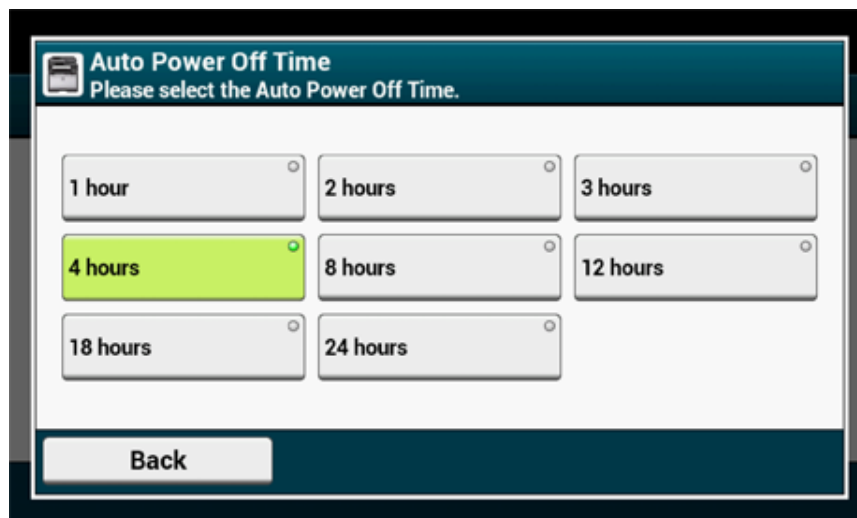 Auto Power Off Time
Please select the Auto Power Off Time.
1 hour
2 hours
3 hours
4 hours
8 hours
12 hours
18 hours
24 hours
Back